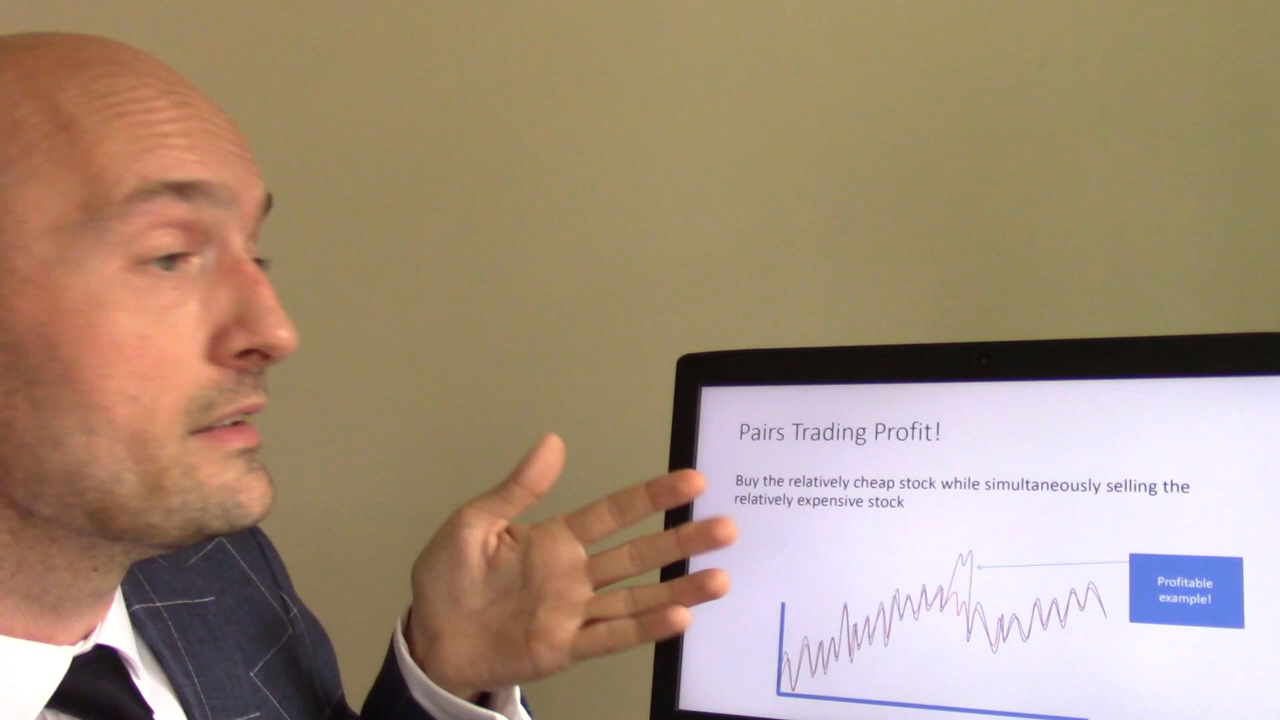 Pairs Trading Profit!
Buy the relatively cheap stock while simultaneously selling the
relatively expensive stock
Profitable
example!